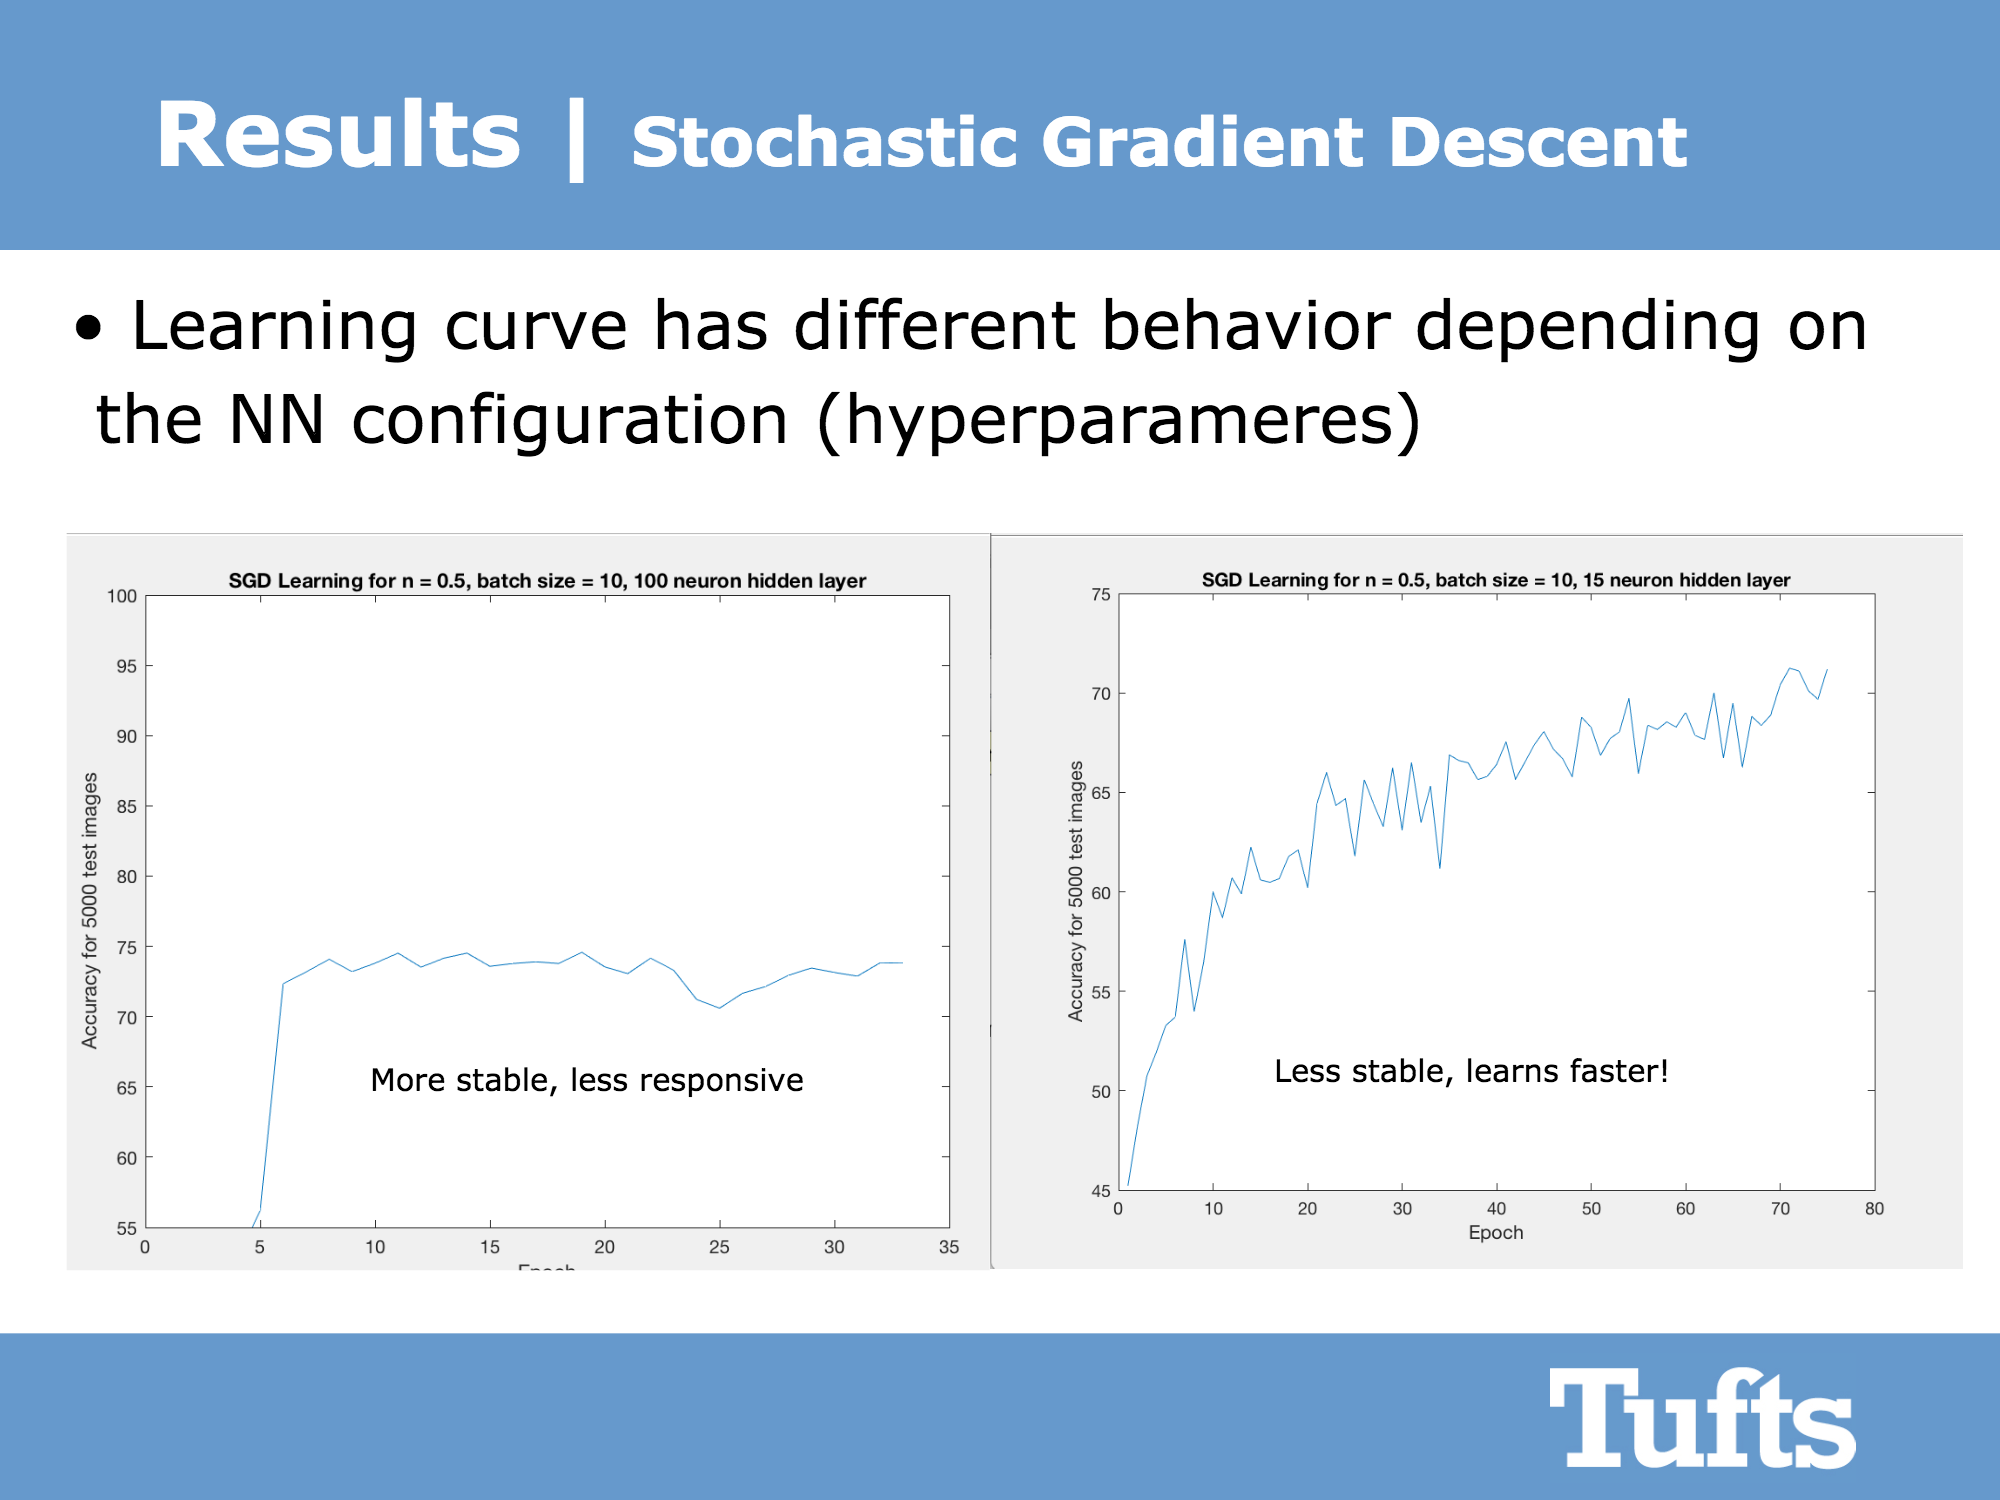 Results | Stochastic Gradient Descent
• Learning curve has different behavior depending on
the NN configuration (hyperparameres)
SGD Learning for n = 0.5, batch size = 10, 100 neuron hidden layer
100
95
90
85
80
75
70
65
60
55
Accuracy for 5000 test images
More stable, less responsive
0 5 10 15 20 25 30 35
Epoch
SGD Learning for n = 0.5, batch size = 10, 15 neuron hidden layer
75
70
65
60
55
50
45
Accuracy for 5000 test images
Less stable, learns faster!
0 10 20 30 40 50 60 70 80
Epoch
Tufts